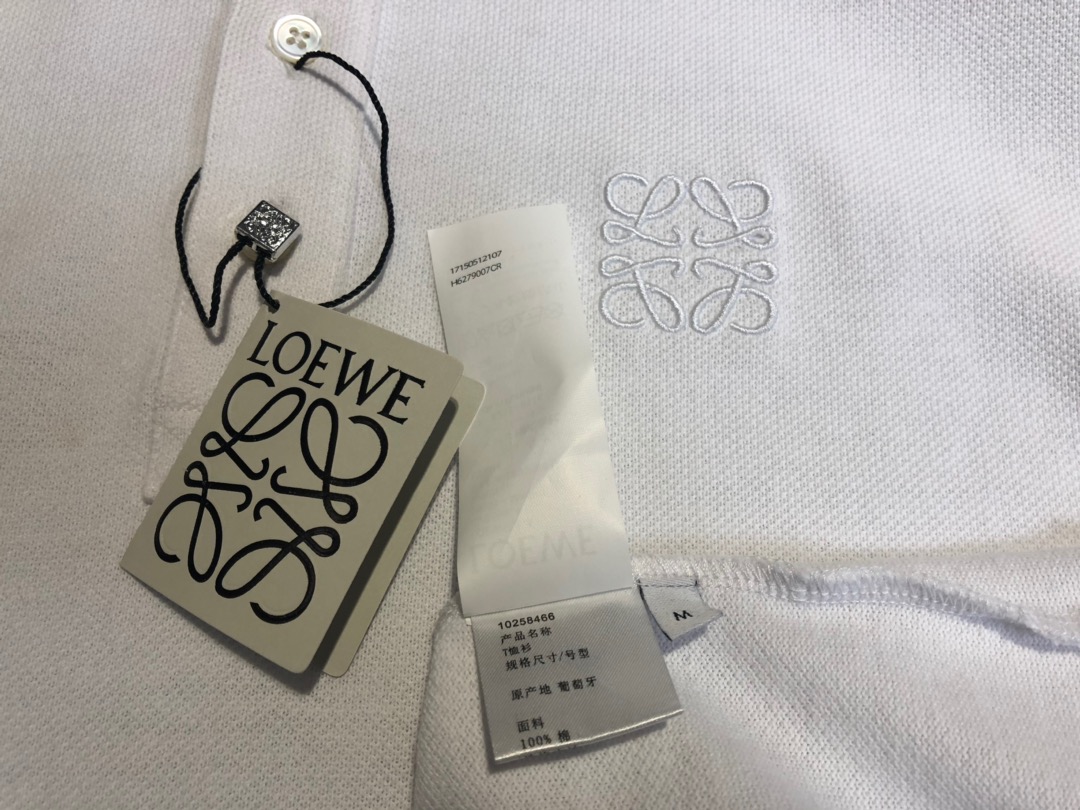 LOEWE
17150512107
H6279007CR
LOEWE
10258466
产品名称
T恤衫
规格尺寸/号型
原产地 葡萄牙
面料
100% 棉
M